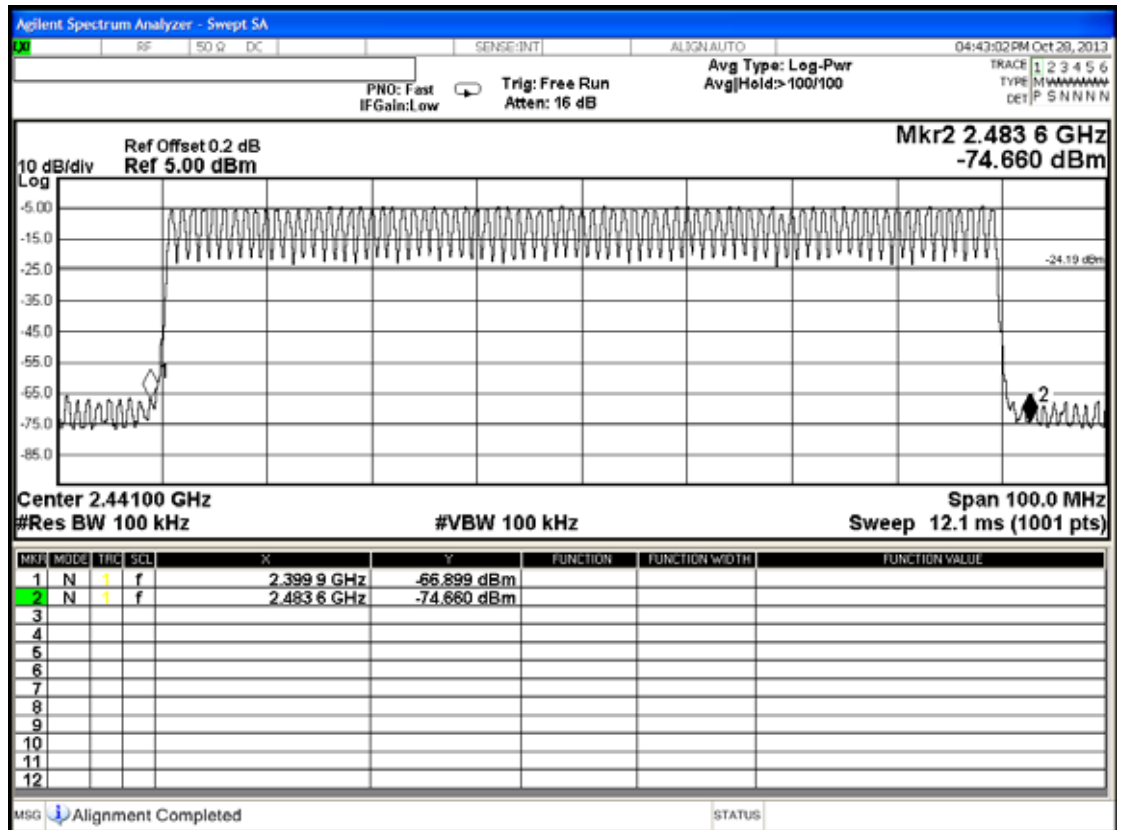 Agilent Spectrum Analyzer - Swept SA
LXI RF 50 Ω DC SENSE:INT ALIGN AUTO 04:43:02 PM Oct 28, 2013
PNO: Fast Trig: Free Run Avg Type: Log-Pwr TRACE 1 2 3 4 5 6
IFGain:Low Atten: 16 dB Avg|Hold:>100/100 TYPE M
DET P S N N N N
Mkr2 2.483 6 GHz
-74.660 dBm
Ref Offset 0.2 dB
10 dB/div Ref 5.00 dBm
Log
-5.00
-15.0
-24.19 dBm
-25.0
-35.0
-45.0
-55.0
-65.0
2
-75.0
-85.0
Center 2.44100 GHz Span 100.0 MHz
#Res BW 100 kHz #VBW 100 kHz Sweep 12.1 ms (1001 pts)
MKR MODE TRC SCL X Y FUNCTION FUNCTION WIDTH FUNCTION VALUE
1 N 1 f 2.399 9 GHz -66.899 dBm
2 N 1 f 2.483 6 GHz -74.660 dBm
3
4
5
6
7
8
9
10
11
12
MSG Alignment Completed STATUS